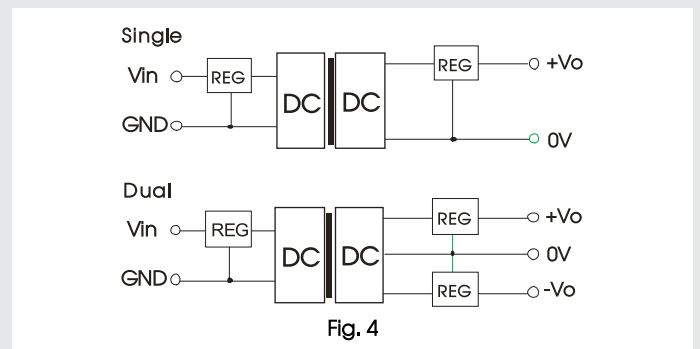 Single
Vin REG DC DC REG +Vo
GND 0V
Dual
Vin REG DC DC REG +Vo
0V
GND REG -Vo
Fig. 4